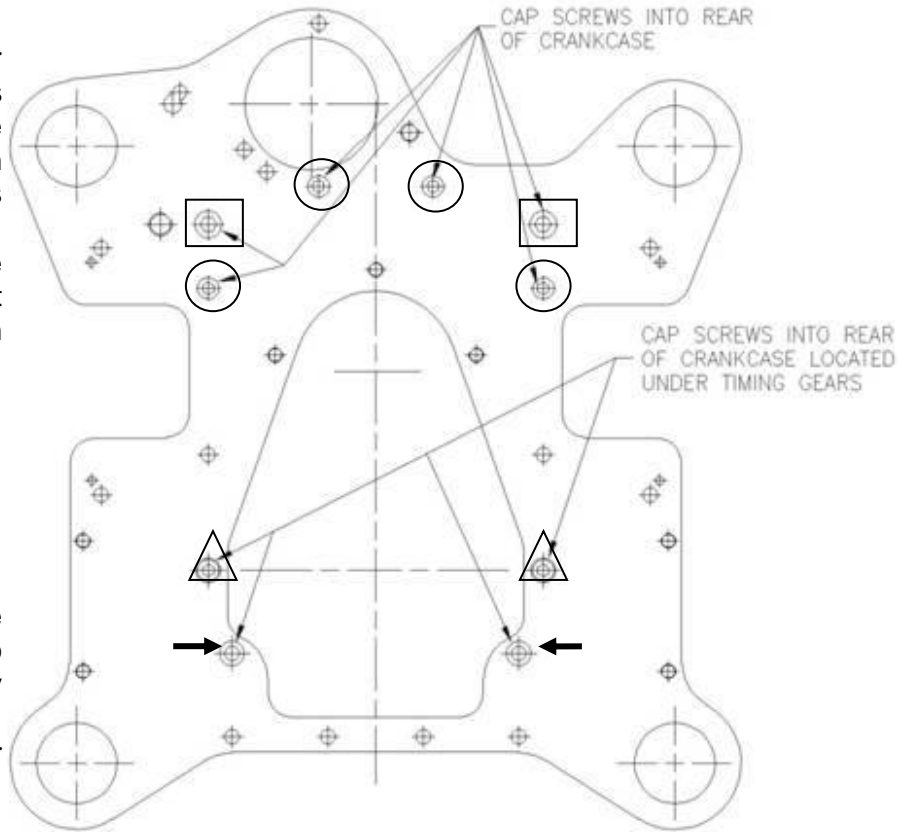 CAP SCREWS INTO REAR
OF CRANKCASE
CAP SCREWS INTO REAR
OF CRANKCASE LOCATED
UNDER TIMING GEARS